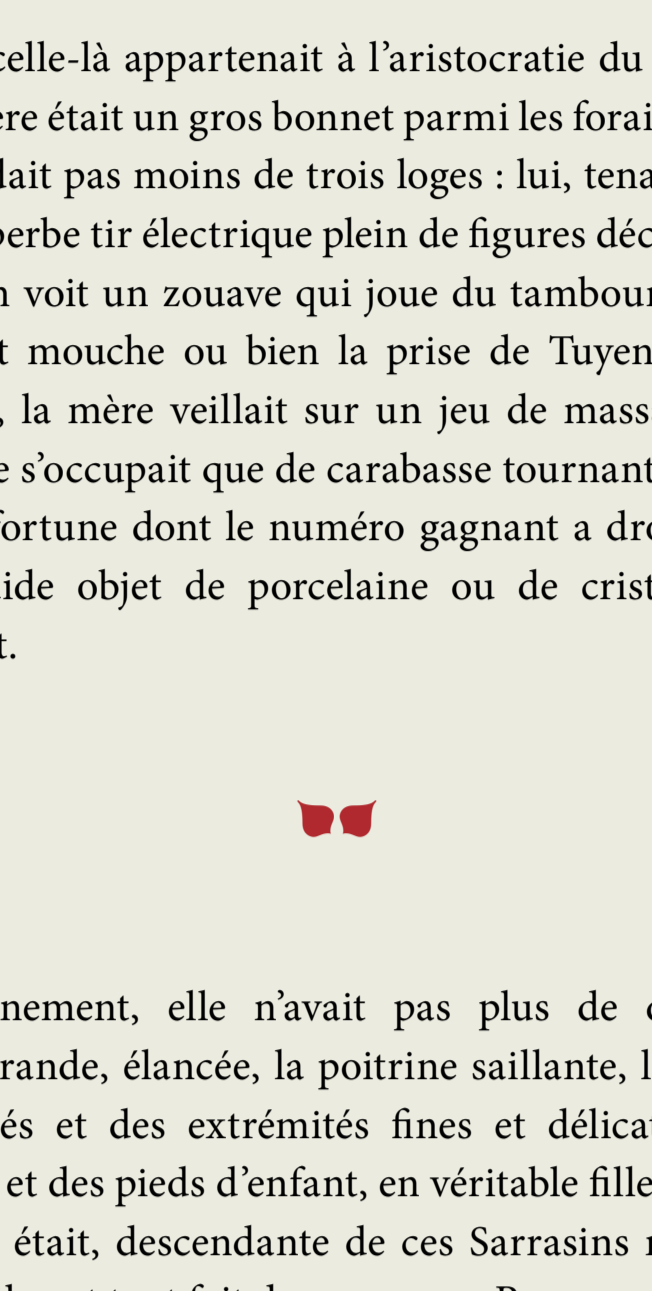 celle-là appartenait à l’aristocratie du
ère était un gros bonnet parmi les forai
dait pas moins de trois loges : lui, tena
perbe tir électrique plein de figures déc
n voit un zouave qui joue du tambour
t mouche ou bien la prise de Tuyen
, la mère veillait sur un jeu de mass
e s’occupait que de carabasse tournant
fortune dont le numéro gagnant a dro
ide objet de porcelaine ou de crist
t.
nement, elle n’avait pas plus de
rande, élancée, la poitrine saillante, l
és et des extrémités fines et délicat
et des pieds d’enfant, en véritable fille
était, descendante de ces Sarrasins